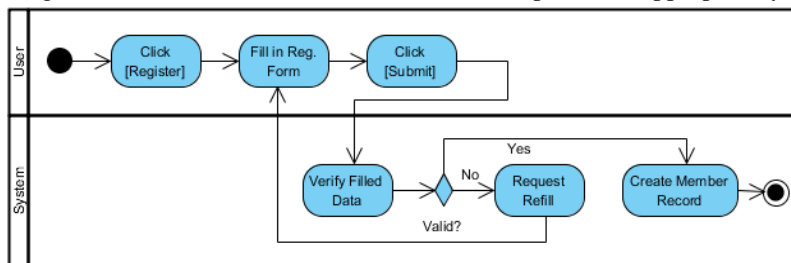 User
Click
[Register]
Fill in Reg.
Form
Click
[Submit]
System
Verify Filled
Data
Valid?
Yes
No
Request
Refill
Create Member
Record